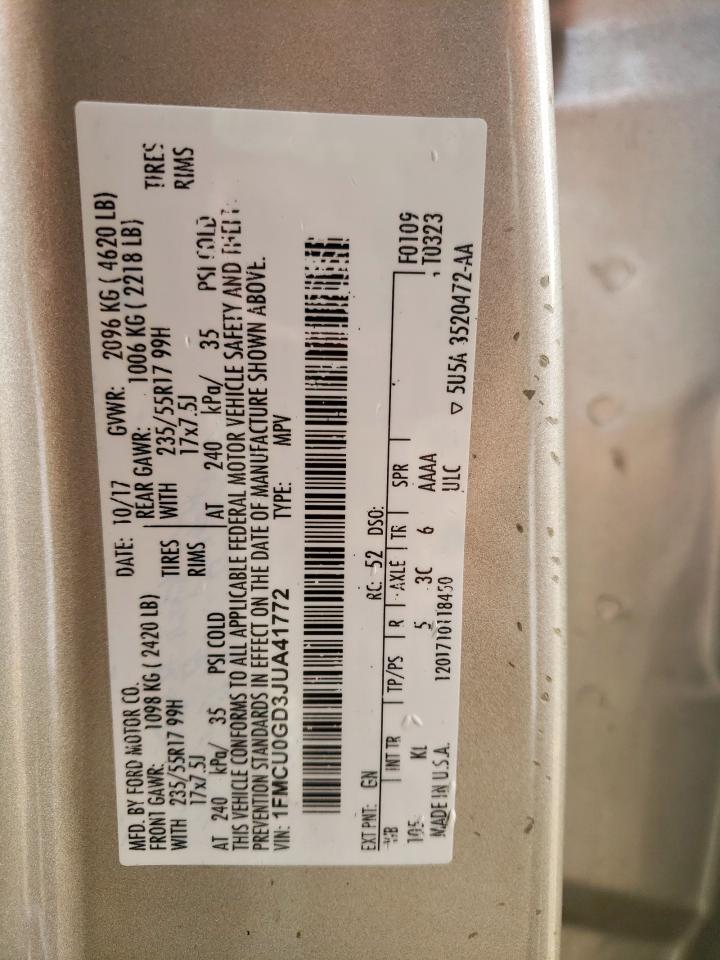 MFD. BY FORD MOTOR CO. DATE: 10/17 GVWR: 2096 KG ( 4620 LB)
FRONT GAWR: 1098 KG ( 2420 LB) REAR GAWR: 1006 KG ( 2218 LB)
WITH 235/55R17 99H TIRES WITH 235/55R17 99H TIRES
17x7.5J RIMS 17x7.5J RIMS
AT 240 kPa/ 35 PSI COLD AT 240 kPa/ 35 PSI COLD
THIS VEHICLE CONFORMS TO ALL APPLICABLE FEDERAL MOTOR VEHICLE SAFETY AND THEFT
PREVENTION STANDARDS IN EFFECT ON THE DATE OF MANUFACTURE SHOWN ABOVE.
VIN: 1FMCU0GD3JUA41772 TYPE: MPV
EXT PNT: GN RC: 52 DSO:
WB INT TR TP/PS R AXLE TR SPR F0109
105 KL 5 3C 6 AAAA T0323
MADE IN U.S.A. 1201710118450 ULC
▽ 5U5A 3520472-AA